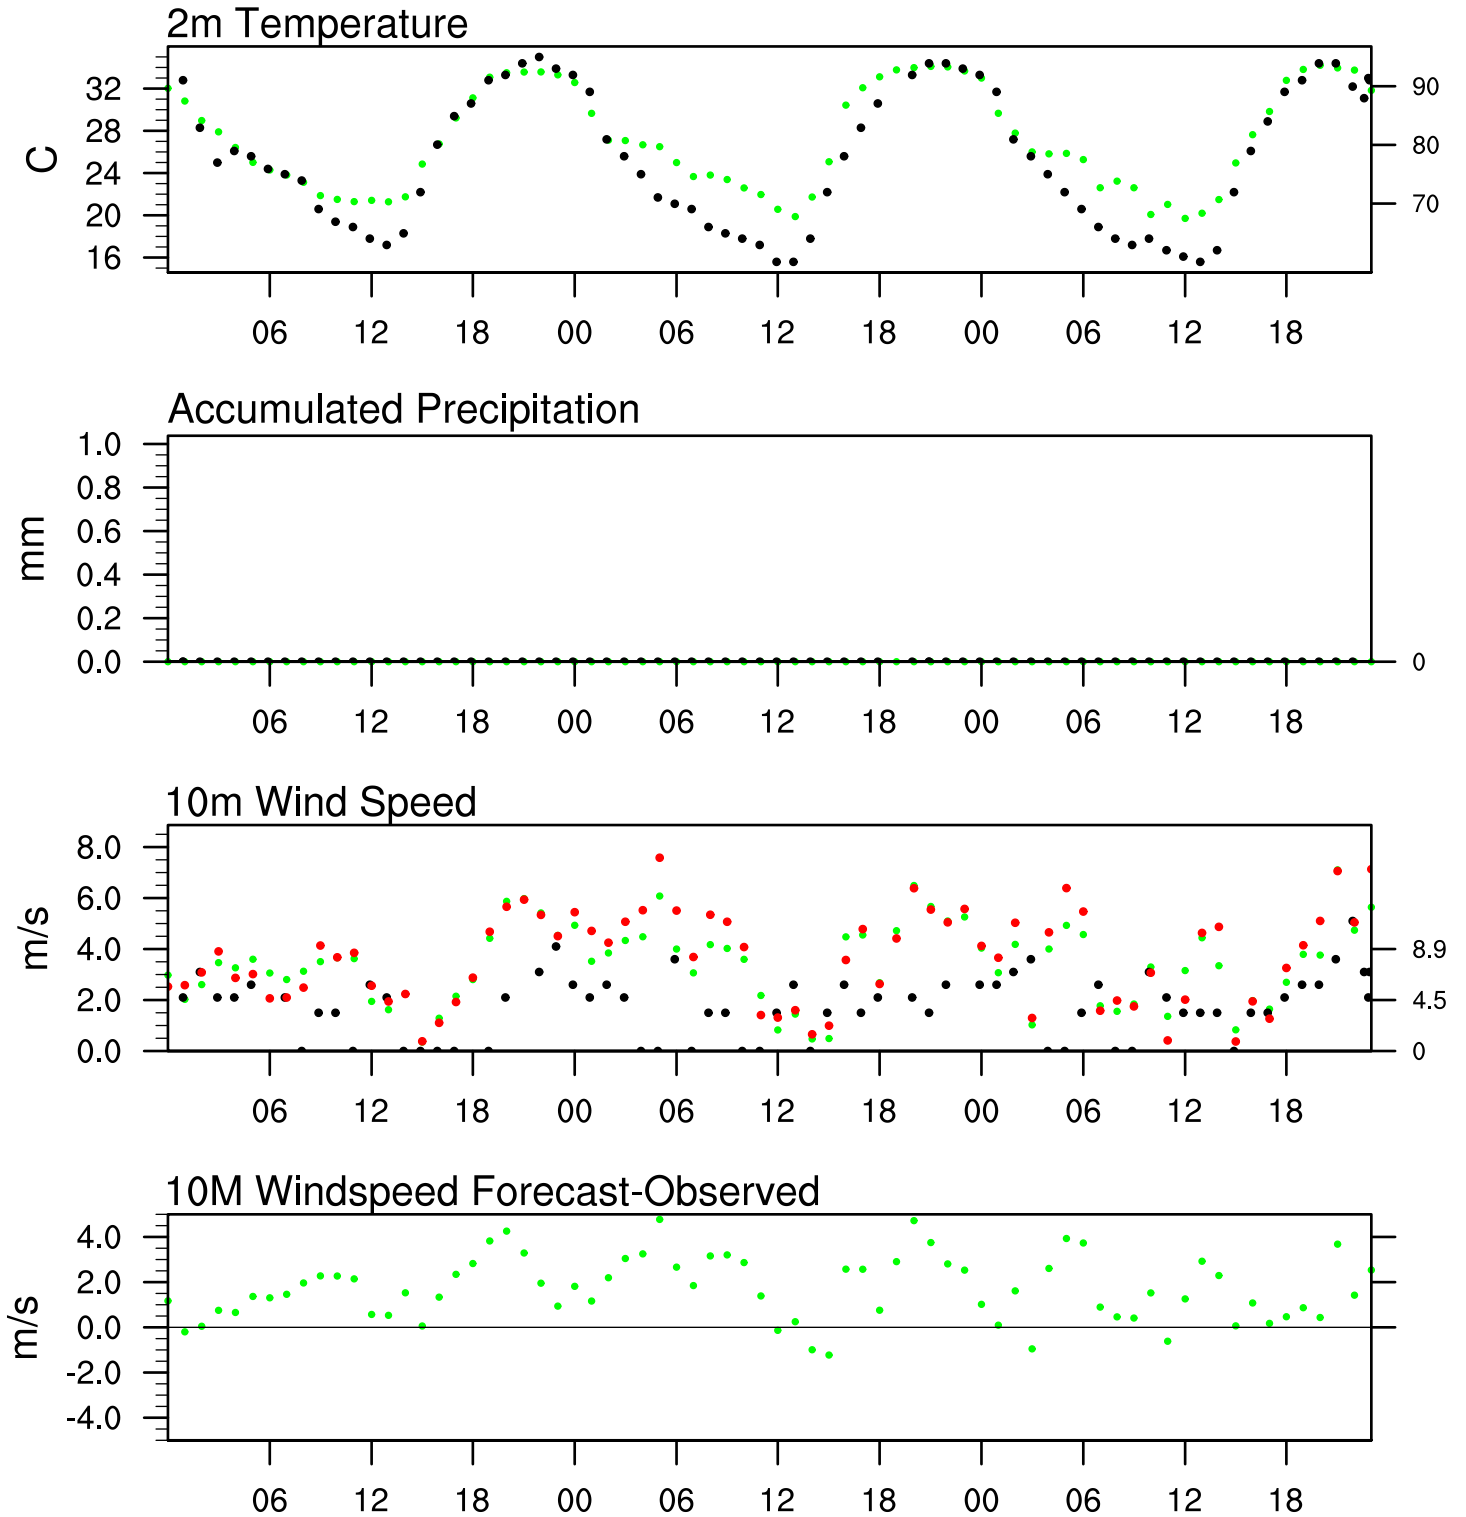 2m Temperature
32
28
24
20
16
C
90
80
70
06 12 18 00 06 12 18 00 06 12 18
Accumulated Precipitation
1.0
0.8
0.6
0.4
0.2
0.0
mm
0
06 12 18 00 06 12 18 00 06 12 18
10m Wind Speed
8.0
6.0
4.0
2.0
0.0
m/s
8.9
4.5
0
06 12 18 00 06 12 18 00 06 12 18
10M Windspeed Forecast-Observed
4.0
2.0
0.0
-2.0
-4.0
m/s
06 12 18 00 06 12 18 00 06 12 18